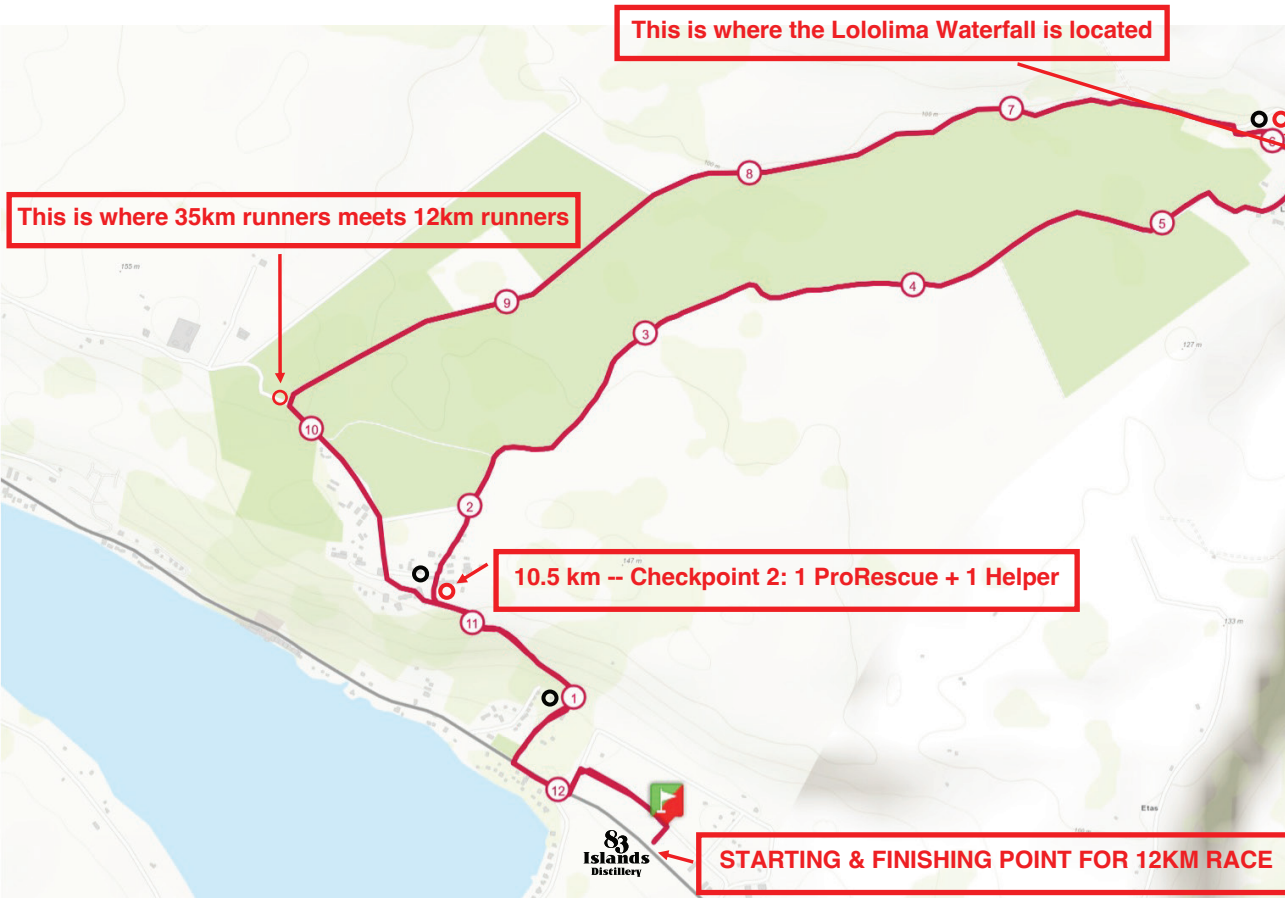 This is where the Lololima Waterfall is located
7
6
8
This is where 35km runners meets 12km runners
5
155 m
4
9
3
127 m
10
2
147 m
10.5 km -- Checkpoint 2: 1 ProRescue + 1 Helper
11
133 m
1
12
Etas
83
Islands
Distillery
STARTING & FINISHING POINT FOR 12KM RACE